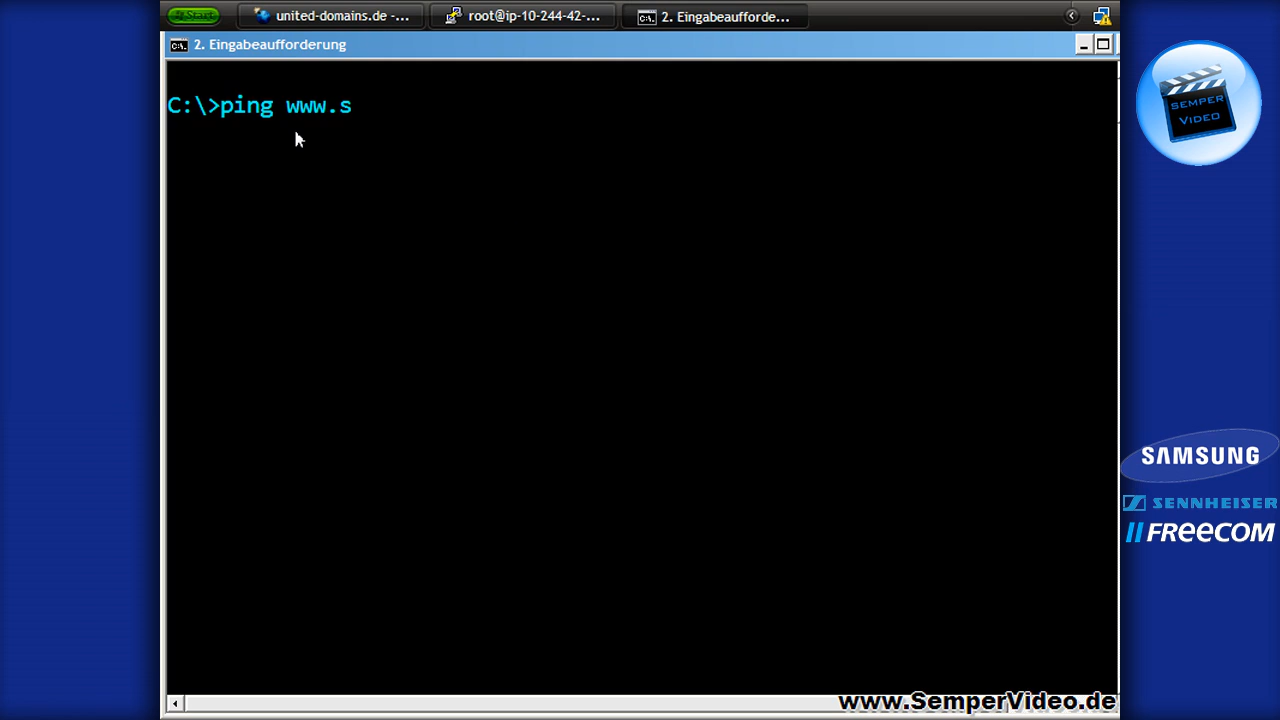 Start
united-domains.de -...
root@ip-10-244-42-...
2. Eingabeaufforde...
2. Eingabeaufforderung
C:\>ping www.s
SEMPER
VIDEO
SAMSUNG
SENNHEISER
FREECOM
www.SemperVideo.de